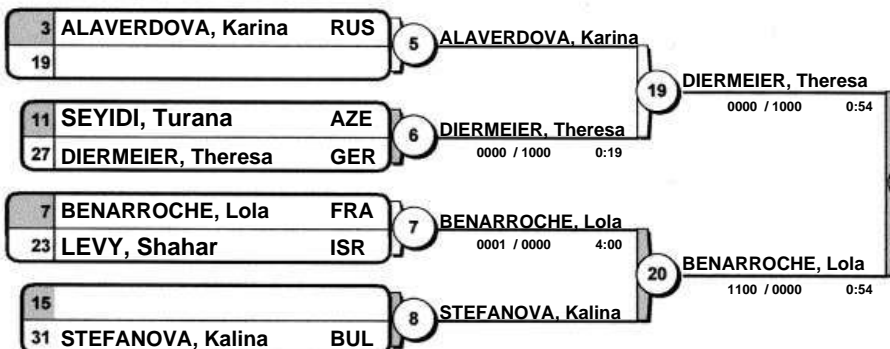 3 ALAVERDOVA, Karina RUS
19
5
ALAVERDOVA, Karina
11 SEYIDI, Turana AZE
27 DIERMEIER, Theresa GER
6
DIERMEIER, Theresa
0000 / 1000 0:19
19
DIERMEIER, Theresa
0000 / 1000 0:54
7 BENARROCHE, Lola FRA
23 LEVY, Shahar ISR
7
BENARROCHE, Lola
0001 / 0000 4:00
15
31 STEFANOVA, Kalina BUL
8
STEFANOVA, Kalina
20
BENARROCHE, Lola
1100 / 0000 0:54